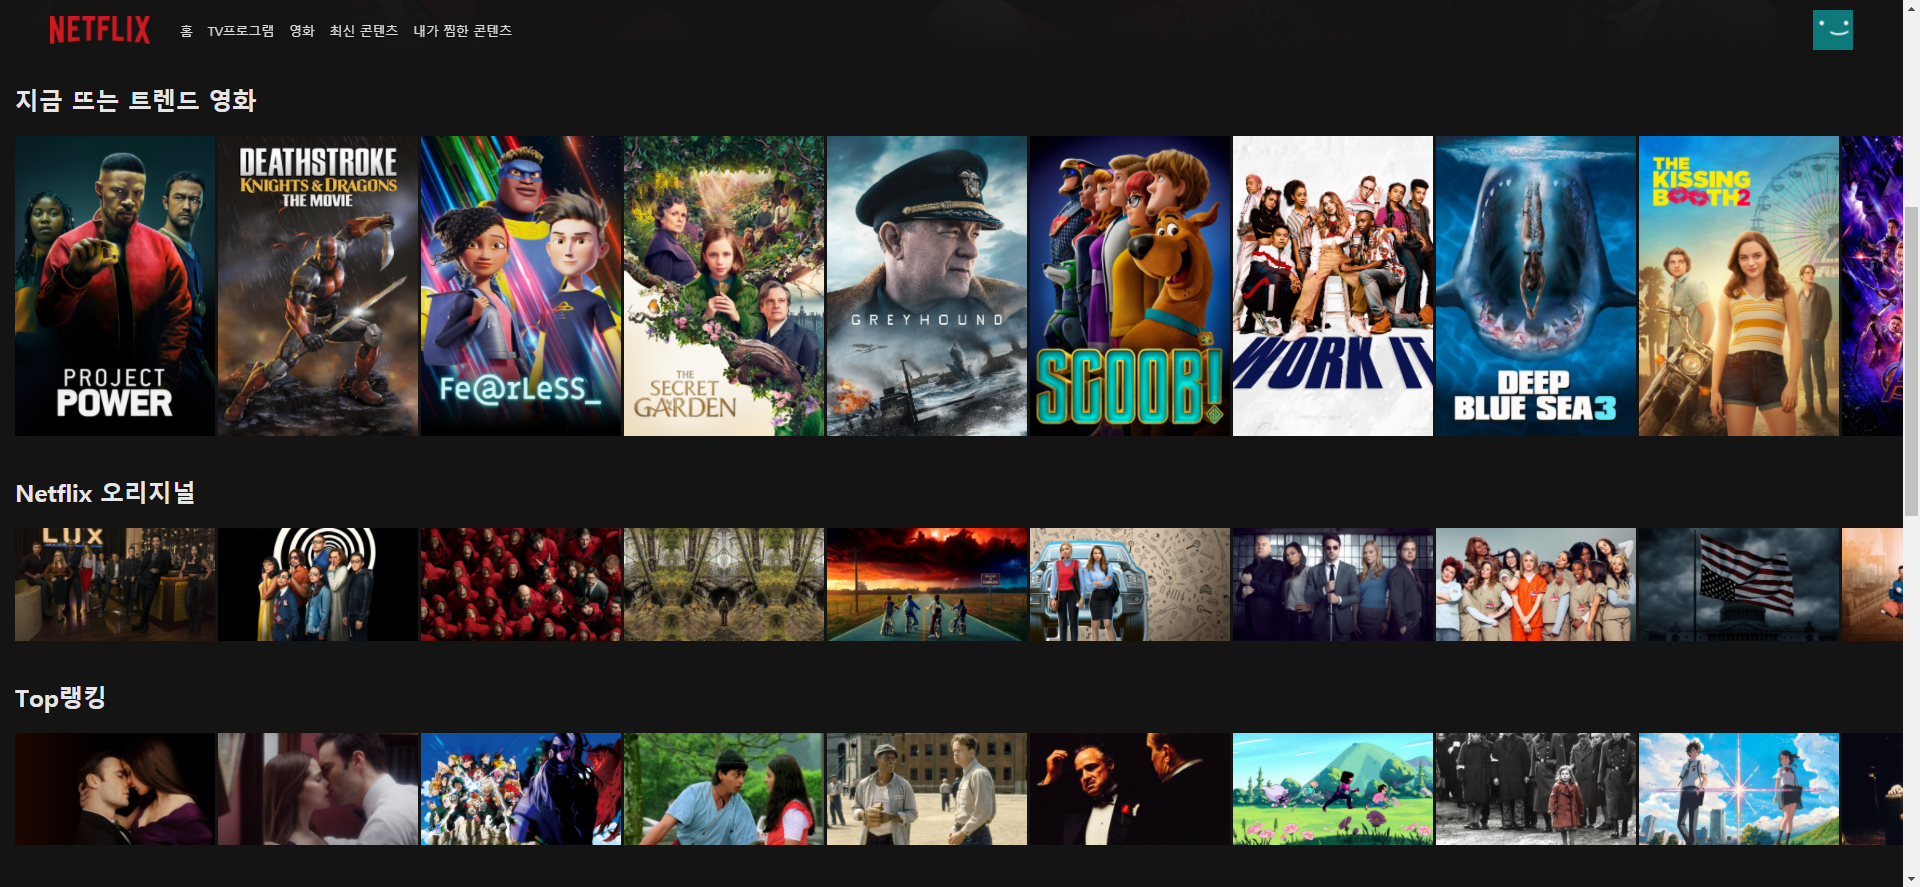 NETFLIX
홈 TV프로그램 영화 최신 콘텐츠 내가 찜한 콘텐츠
지금 뜨는 트렌드 영화
PROJECT
POWER
DEATHSTROKE
KNIGHTS & DRAGONS
THE MOVIE
Fe@rLeSS_
THE
SECRET
GARDEN
GREYHOUND
SCOOB!
WORK IT
DEEP
BLUE SEA 3
THE
KISSING
BOOTH2
Netflix 오리지널
LUX
Top랭킹